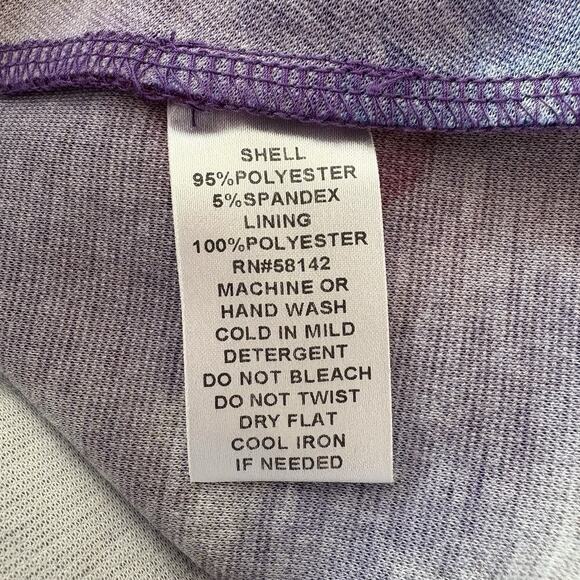 SHELL
95%POLYESTER
5%SPANDEX
LINING
100%POLYESTER
RN#58142
MACHINE OR
HAND WASH
COLD IN MILD
DETERGENT
DO NOT BLEACH
DO NOT TWIST
DRY FLAT
COOL IRON
IF NEEDED